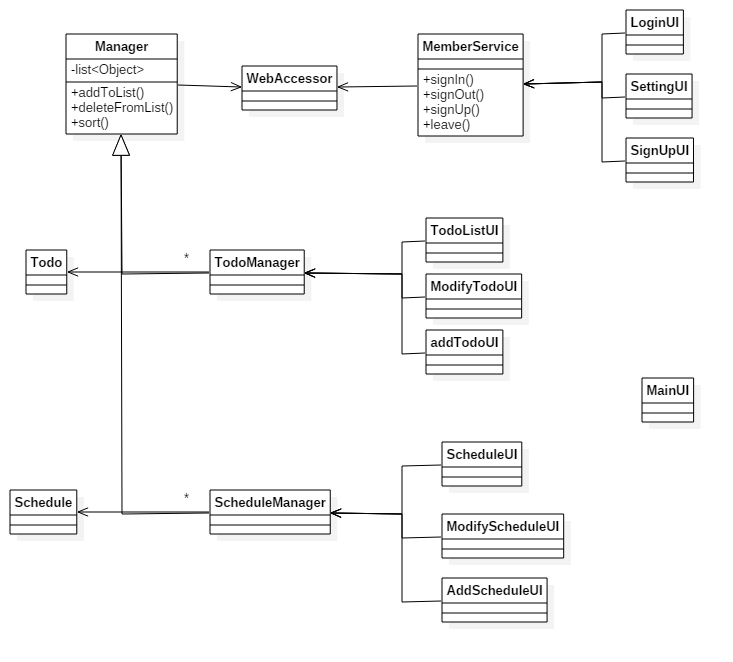 Manager
-list<Object>
+addToList()
+deleteFromList()
+sort()
WebAccessor
MemberService
+signIn()
+signOut()
+signUp()
+leave()
LoginUI
SettingUI
SignUpUI
Todo
*
TodoManager
TodoListUI
ModifyTodoUI
addTodoUI
MainUI
Schedule
*
ScheduleManager
ScheduleUI
ModifyScheduleUI
AddScheduleUI